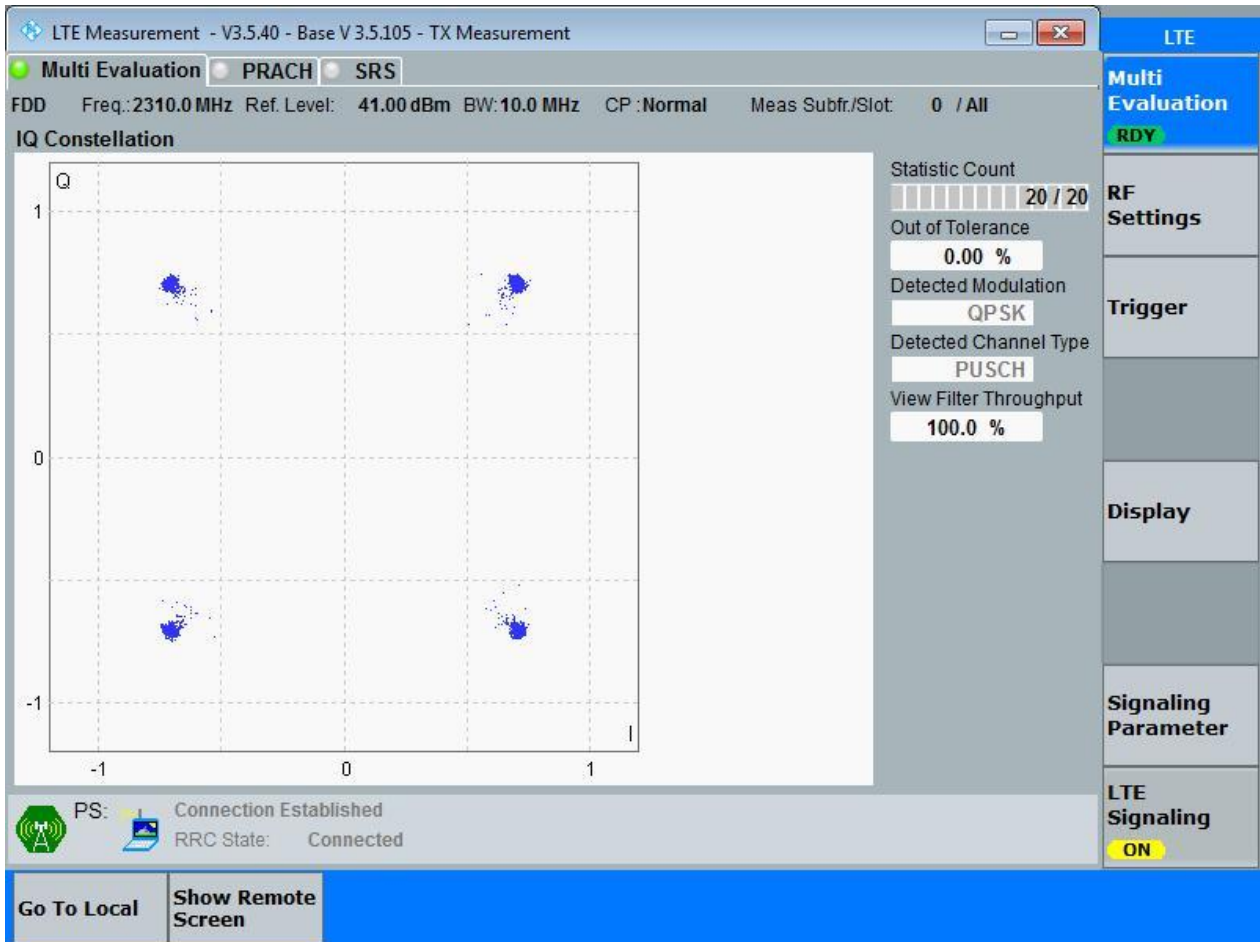 LTE Measurement - V3.5.40 - Base V 3.5.105 - TX Measurement
LTE
Multi Evaluation PRACH SRS
FDD Freq.: 2310.0 MHz Ref. Level: 41.00 dBm BW: 10.0 MHz CP : Normal Meas Subfr./Slot: 0 / All
IQ Constellation
Q
1
0
-1
I
-1 0 1
Statistic Count
20 / 20
Out of Tolerance
0.00 %
Detected Modulation
QPSK
Detected Channel Type
PUSCH
View Filter Throughput
100.0 %
Multi
Evaluation
RDY
RF
Settings
Trigger
Display
Signaling
Parameter
LTE
Signaling
ON
PS: Connection Established
RRC State: Connected
Go To Local
Show Remote
Screen